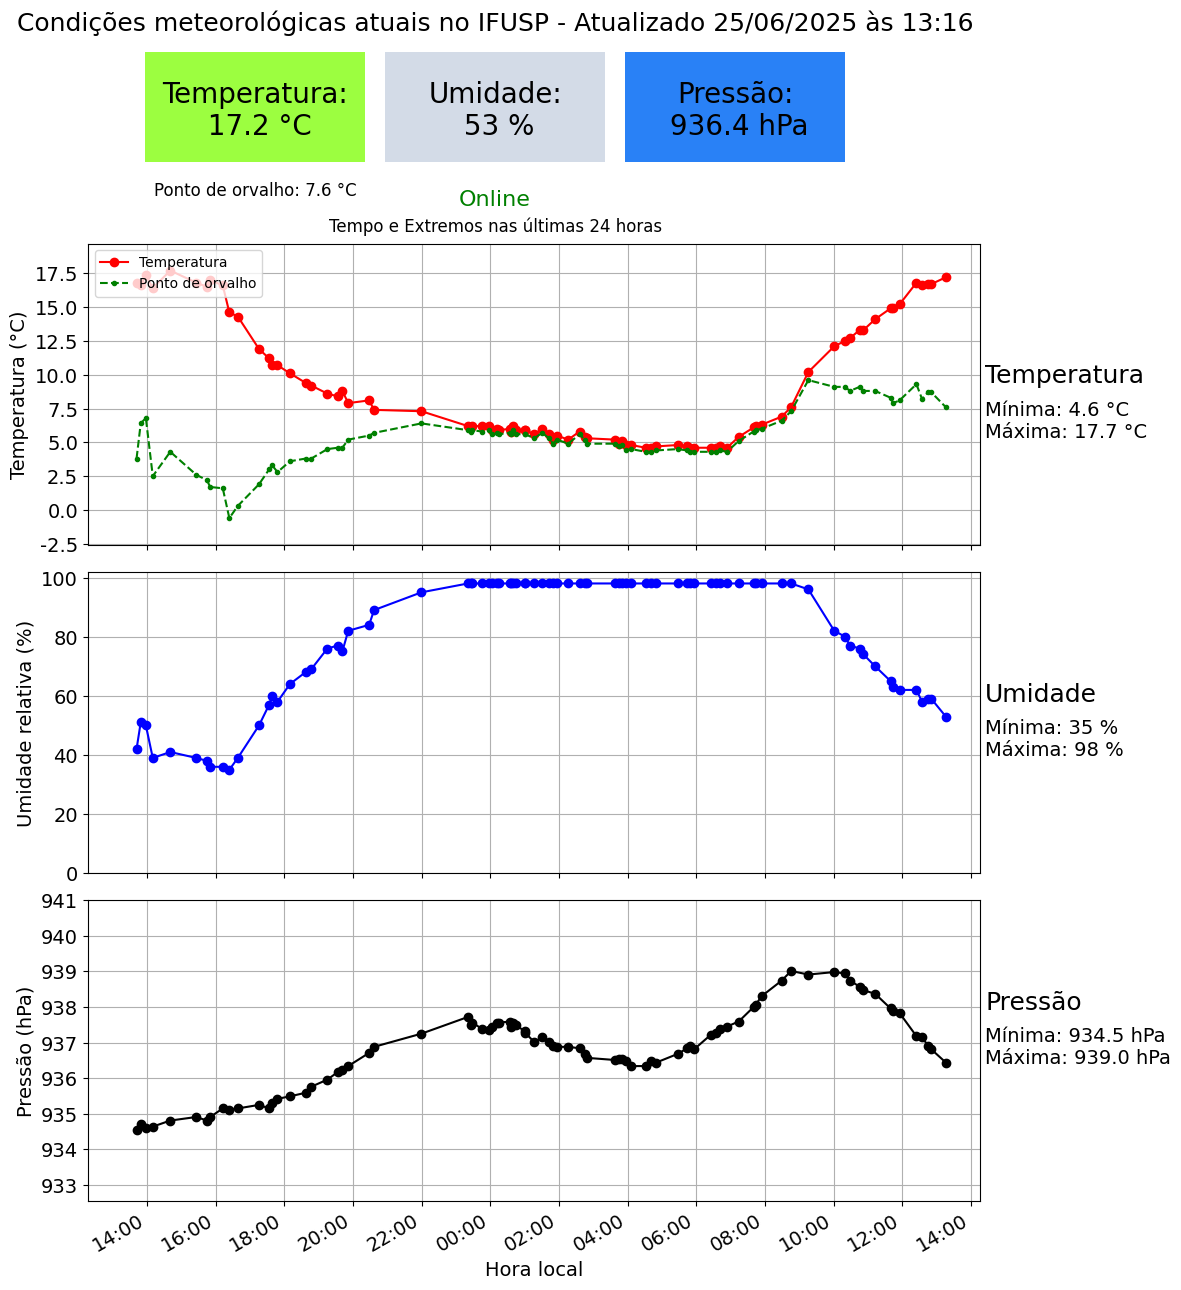 Condições meteorológicas atuais no IFUSP - Atualizado 25/06/2025 às 13:16
Temperatura:
17.2 °C
Umidade:
53 %
Pressão:
936.4 hPa
Ponto de orvalho: 7.6 °C
Online
Tempo e Extremos nas últimas 24 horas
Temperatura (°C)
17.5
15.0
12.5
10.0
7.5
5.0
2.5
0.0
-2.5
Temperatura
Ponto de orvalho
Temperatura
Mínima: 4.6 °C
Máxima: 17.7 °C
Umidade relativa (%)
100
80
60
40
20
0
Umidade
Mínima: 35 %
Máxima: 98 %
Pressão (hPa)
941
940
939
938
937
936
935
934
933
Pressão
Mínima: 934.5 hPa
Máxima: 939.0 hPa
14:00 16:00 18:00 20:00 22:00 00:00 02:00 04:00 06:00 08:00 10:00 12:00 14:00
Hora local